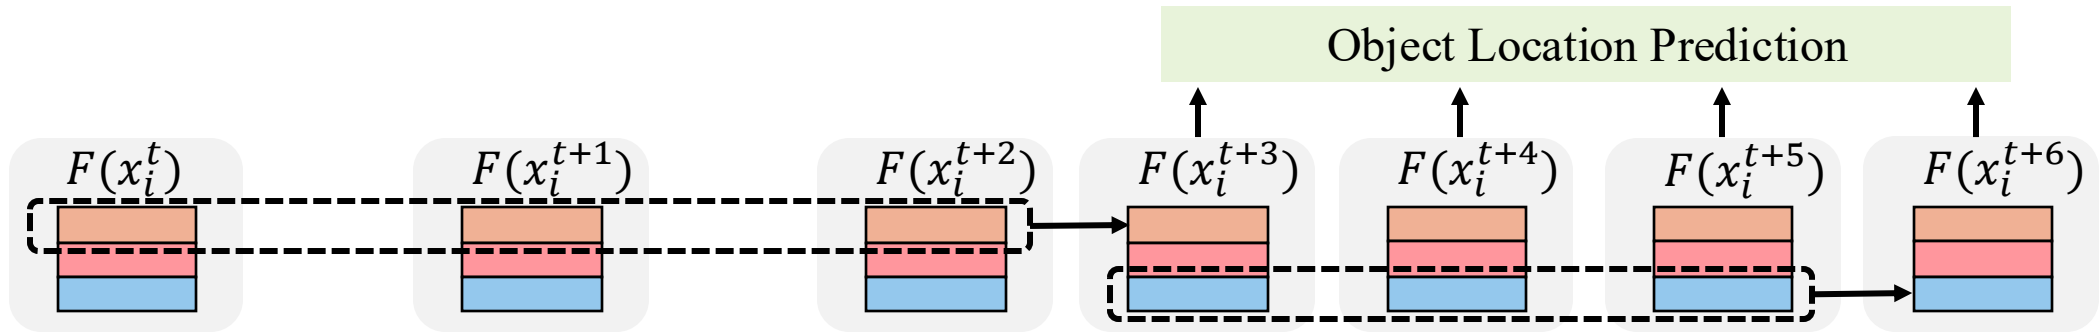 Object Location Prediction
F(x_i^t) F(x_i^{t+1}) F(x_i^{t+2}) F(x_i^{t+3}) F(x_i^{t+4}) F(x_i^{t+5}) F(x_i^{t+6})